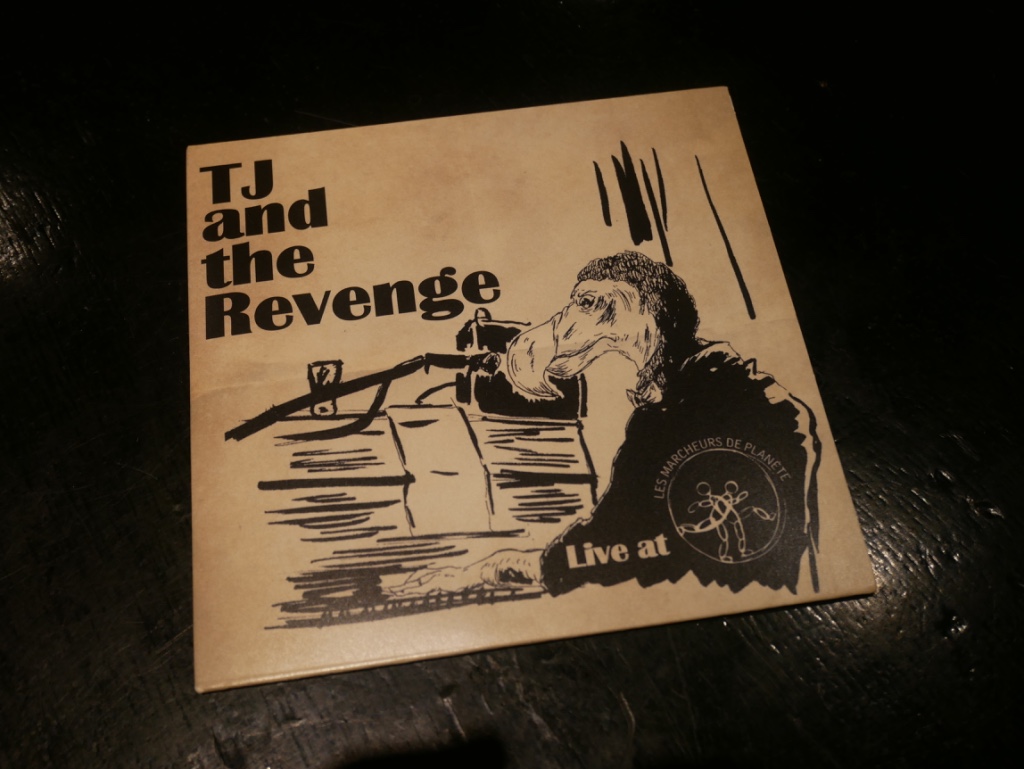 TJ
and
the
Revenge
LES MARCHEURS DE PLANETE
Live at